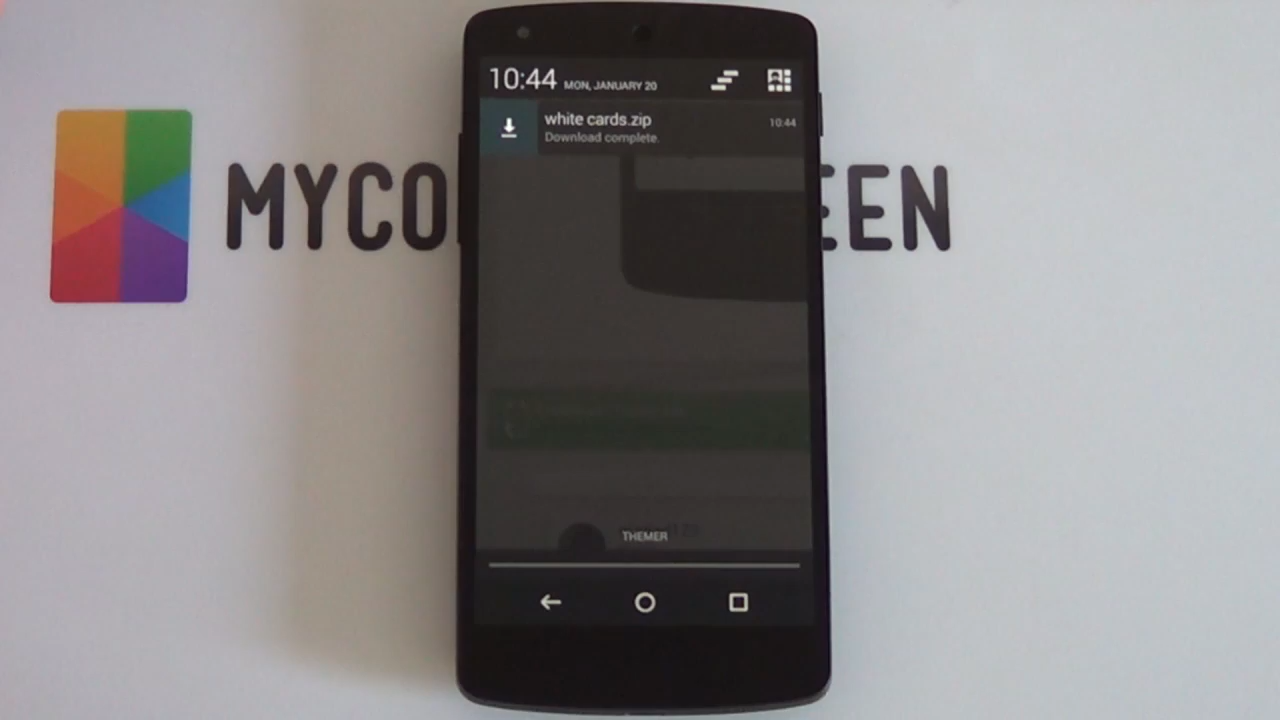 10:44 MON, JANUARY 20
white cards.zip
10:44
Download complete.
MYCO
EEN
THEMER